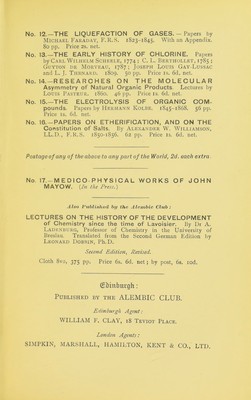 No. 12.—THE LIQUEFACTION OF GASES. — Papers by
MICHAEL FARADAY, F.R.S. 1823-1845. With an Appendix.
80 pp. Price 2s. net.
No. 13.—THE EARLY HISTORY OF CHLORINE. Papers
by CARL WILHELM SCHEELE, 1774 ; C. L. BERTHOLLET, 1785 ;
GUYTON DE MORVEAU, 1787 ; JOSEPH LOUIS GAY-LUSSAC
and L. J. THENARD. 1809. 50 pp. Price 1s. 6d. net.
No. 14.—RESEARCHES ON THE MOLECULAR
Asymmetry of Natural Organic Products. Lectures by
LOUIS PASTEUR. 1860. 46 pp. Price 1s. 6d. net.
No. 15.—THE ELECTROLYSIS OF ORGANIC COM-
pounds. Papers by HERMANN KOLBE. 1845-1868. 56 pp.
Price 1s. 6d. net.
No. 16.—PAPERS ON ETHERIFICATION, AND ON THE
Constitution of Salts. By ALEXANDER W. WILLIAMSON,
LL.D., F.R.S. 1850-1856. 62 pp. Price 1s. 6d. net.
Postage of any of the above to any part of the World, 2d. each extra
No. 17.—MEDICO-PHYSICAL WORKS OF JOHN
MAYOW. (In the Press.)
Also Published by the Alembic Club:
LECTURES ON THE HISTORY OF THE DEVELOPMENT
of Chemistry since the time of Lavoisier. By Dr A.
LADENBURG, Professor of Chemistry in the University of
Breslau. Translated from the Second German Edition by
LEONARD DOBBIN, Ph.D.
Second Edition, Revised.
Cloth 8vo, 375 pp. Price 6s. 6d. net ; by post, 6s. 10d.
Edinburgh :
PUBLISHED BY THE ALEMBIC CLUB.
Edinburgh Agent :
WILLIAM F. CLAY, 18 TEVIOT PLACE.
London Agents :
SIMPKIN, MARSHALL, HAMILTON, KENT & CO., LTD.